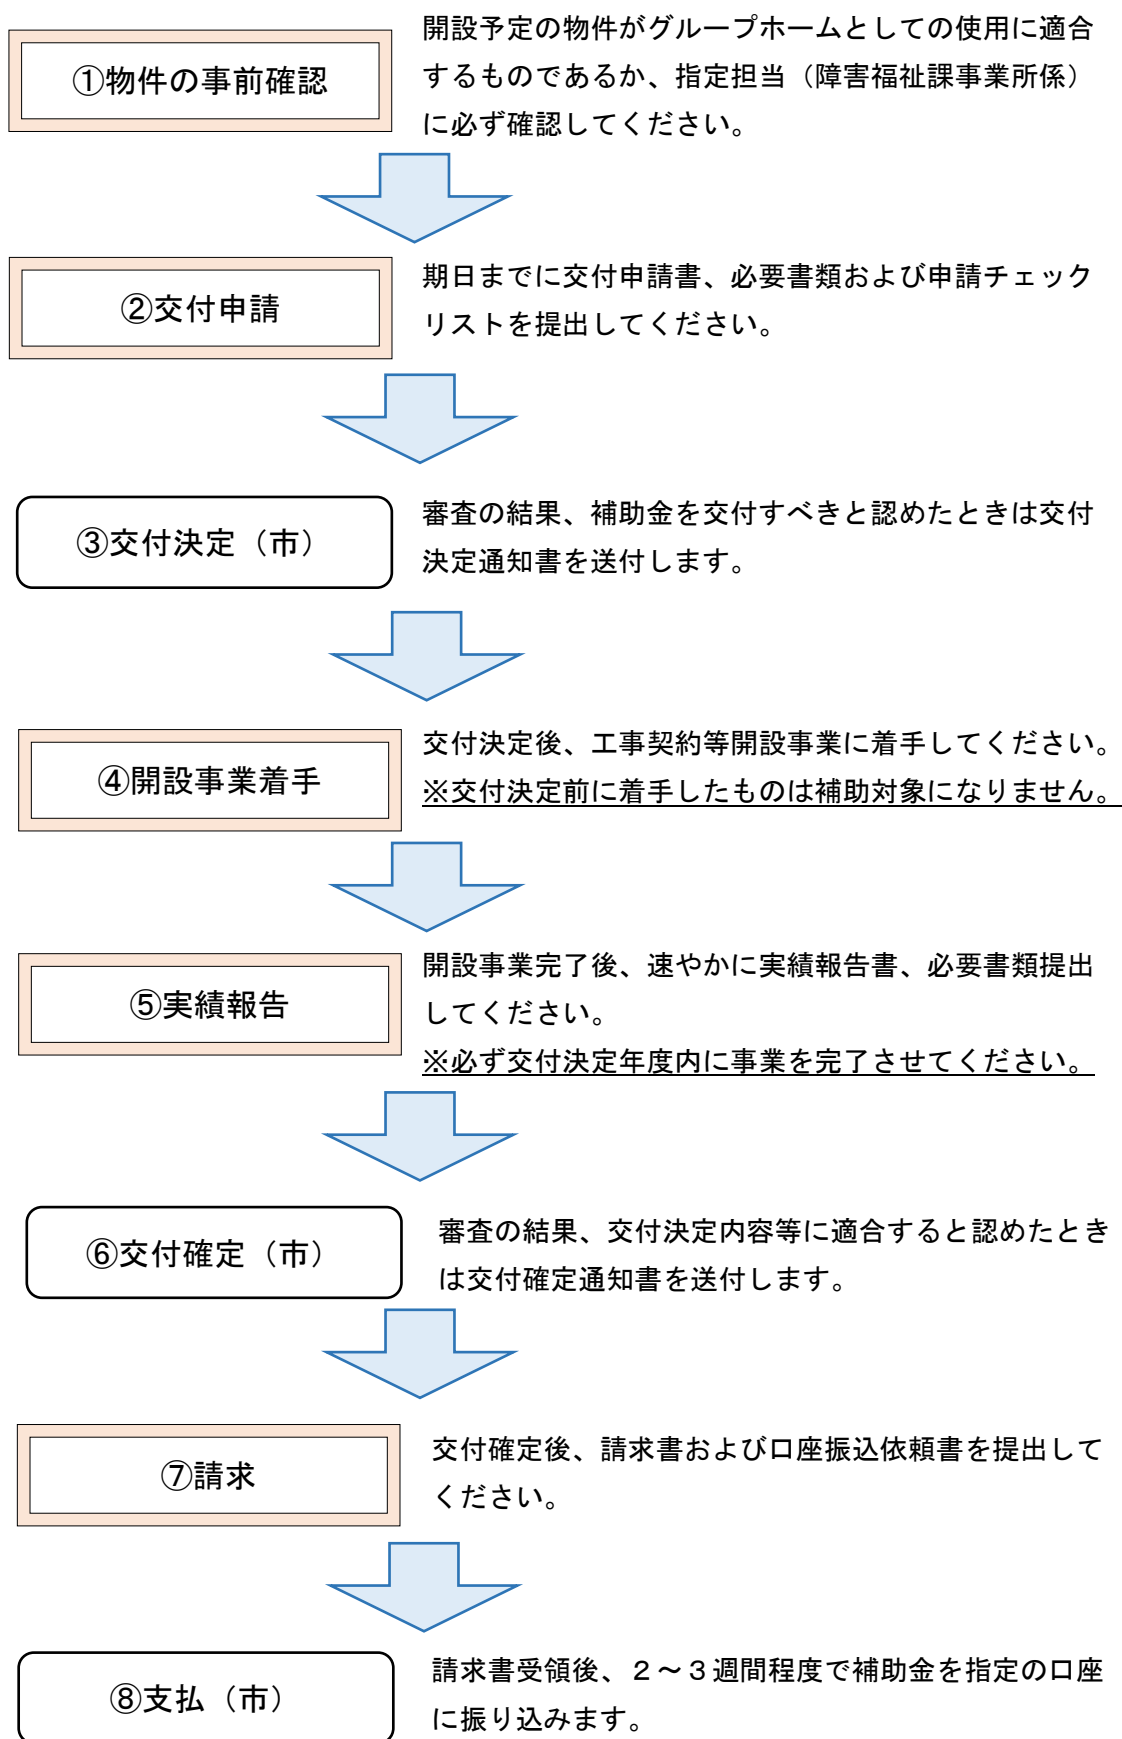 ①物件の事前確認
開設予定の物件がグループホームとしての使用に適合
するものであるか、指定担当（障害福祉課事業所係）
に必ず確認してください。
②交付申請
期日までに交付申請書、必要書類および申請チェック
リストを提出してください。
③交付決定（市）
審査の結果、補助金を交付すべきと認めたときは交付
決定通知書を送付します。
④開設事業着手
交付決定後、工事契約等開設事業に着手してください。
※交付決定前に着手したものは補助対象になりません。
⑤実績報告
開設事業完了後、速やかに実績報告書、必要書類提出
してください。
※必ず交付決定年度内に事業を完了させてください。
⑥交付確定（市）
審査の結果、交付決定内容等に適合すると認めたとき
は交付確定通知書を送付します。
⑦請求
交付確定後、請求書および口座振込依頼書を提出して
ください。
⑧支払（市）
請求書受領後、２～３週間程度で補助金を指定の口座
に振り込みます。